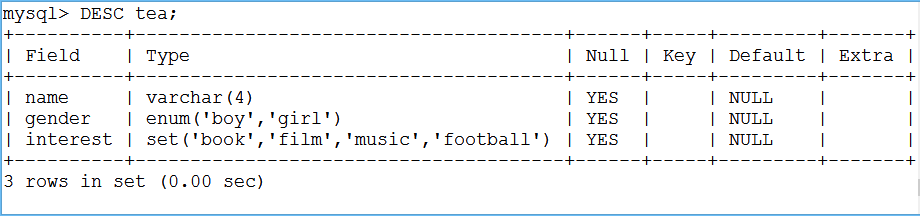 mysql> DESC tea;
+----------+------------------------------------------+------+-----+---------+-------+
| Field    | Type                                     | Null | Key | Default | Extra |
+----------+------------------------------------------+------+-----+---------+-------+
| name     | varchar(4)                               | YES  |     | NULL    |       |
| gender   | enum('boy','girl')                       | YES  |     | NULL    |       |
| interest | set('book','film','music','football') | YES  |     | NULL    |       |
+----------+------------------------------------------+------+-----+---------+-------+
3 rows in set (0.00 sec)